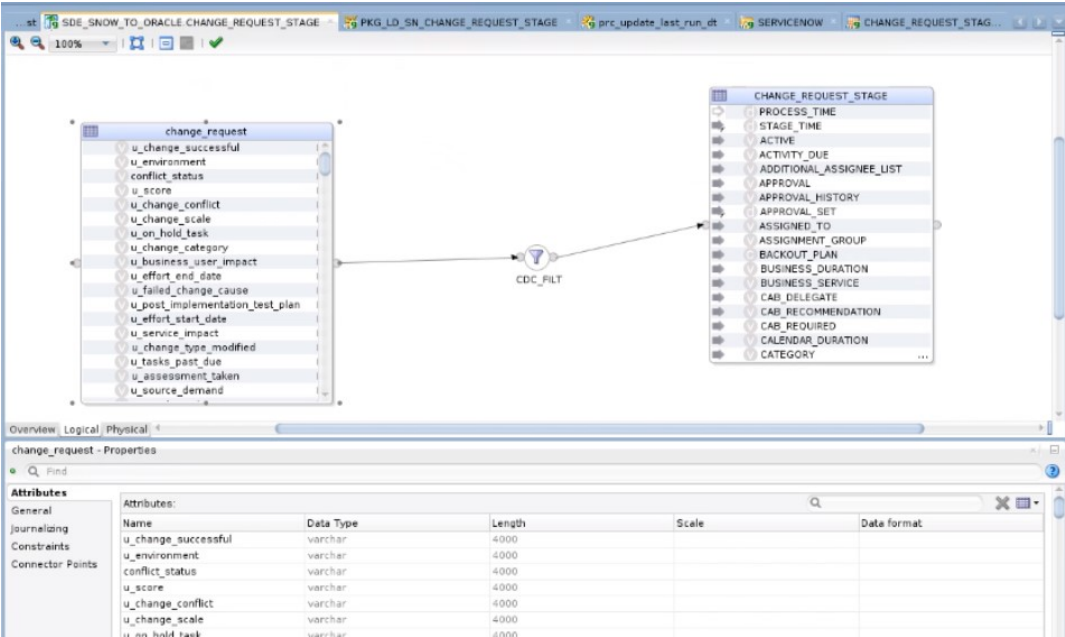 ...st SDE_SNOW_TO_ORACLE.CHANGE_REQUEST_STAGE PKG_LD_SN_CHANGE_REQUEST_STAGE prc_update_last_run_dt SERVICENOW CHANGE_REQUEST_STAG...
100%
change_request
u_change_successful
u_environment
conflict_status
u_score
u_change_conflict
u_change_scale
u_on_hold_task
u_change_category
u_business_user_impact
u_effort_end_date
u_failed_change_cause
u_post_implementation_test_plan
u_effort_start_date
u_service_impact
u_change_type_modified
u_tasks_past_due
u_assessment_taken
u_source_demand
CDC_FILT
CHANGE_REQUEST_STAGE
PROCESS_TIME
STAGE_TIME
ACTIVE
ACTIVITY_DUE
ADDITIONAL_ASSIGNEE_LIST
APPROVAL
APPROVAL_HISTORY
APPROVAL_SET
ASSIGNED_TO
ASSIGNMENT_GROUP
BACKOUT_PLAN
BUSINESS_DURATION
BUSINESS_SERVICE
CAB_DELEGATE
CAB_RECOMMENDATION
CAB_REQUIRED
CALENDAR_DURATION
CATEGORY ...
Overview Logical Physical
change_request - Properties
Find
Attributes
General
Journalizing
Constraints
Connector Points
Attributes:
Name Data Type Length Scale Data format
u_change_successful varchar 4000
u_environment varchar 4000
conflict_status varchar 4000
u_score varchar 4000
u_change_conflict varchar 4000
u_change_scale varchar 4000
u_on_hold_task varchar 4000